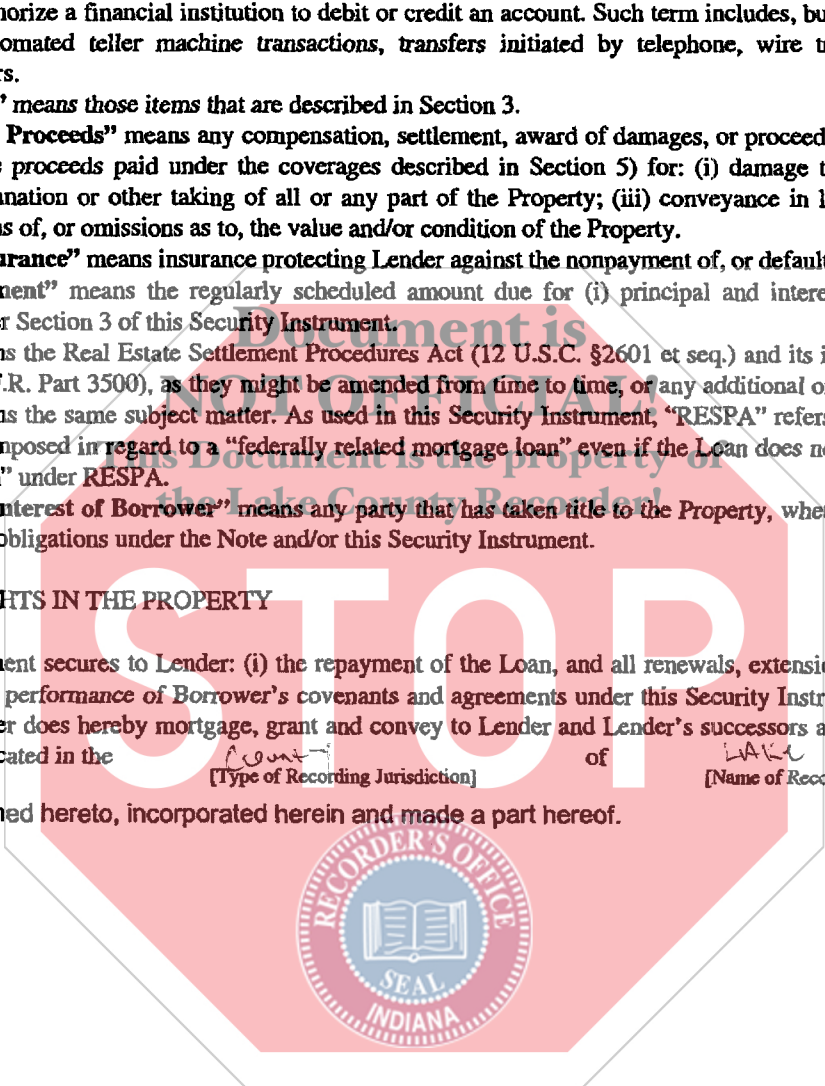 horize a financial institution to debit or credit an account. Such term includes, bu
omated teller machine transactions, transfers initiated by telephone, wire tr
rs.
” means those items that are described in Section 3.
Proceeds” means any compensation, settlement, award of damages, or proceed
proceeds paid under the coverages described in Section 5) for: (i) damage t
nnation or other taking of all or any part of the Property; (iii) conveyance in l
ns of, or omissions as to, the value and/or condition of the Property.
urance” means insurance protecting Lender against the nonpayment of, or default
nent” means the regularly scheduled amount due for (i) principal and intere
r Section 3 of this Security Instrument.
Document is
ns the Real Estate Settlement Procedures Act (12 U.S.C. §2601 et seq.) and its i
F.R. Part 3500), as they might be amended from time to time, or any additional o
NOT OFFICIAL!
ns the same subject matter. As used in this Security Instrument, “RESPA” refers
mposed in regard to a “federally related mortgage loan” even if the Loan does n
This Document is the property of
” under RESPA.
the Lake County Recorder!
nterest of Borrower” means any party that has taken title to the Property, whe
obligations under the Note and/or this Security Instrument.
HTS IN THE PROPERTY
STOP
nent secures to Lender: (i) the repayment of the Loan, and all renewals, extensi
performance of Borrower's covenants and agreements under this Security Instr
er does hereby mortgage, grant and convey to Lender and Lender's successors a
cated in the County of LAKE
[Type of Recording Jurisdiction] [Name of Reco
hed hereto, incorporated herein and made a part hereof.
RECORDER'S OFFICE
SEAL
INDIANA